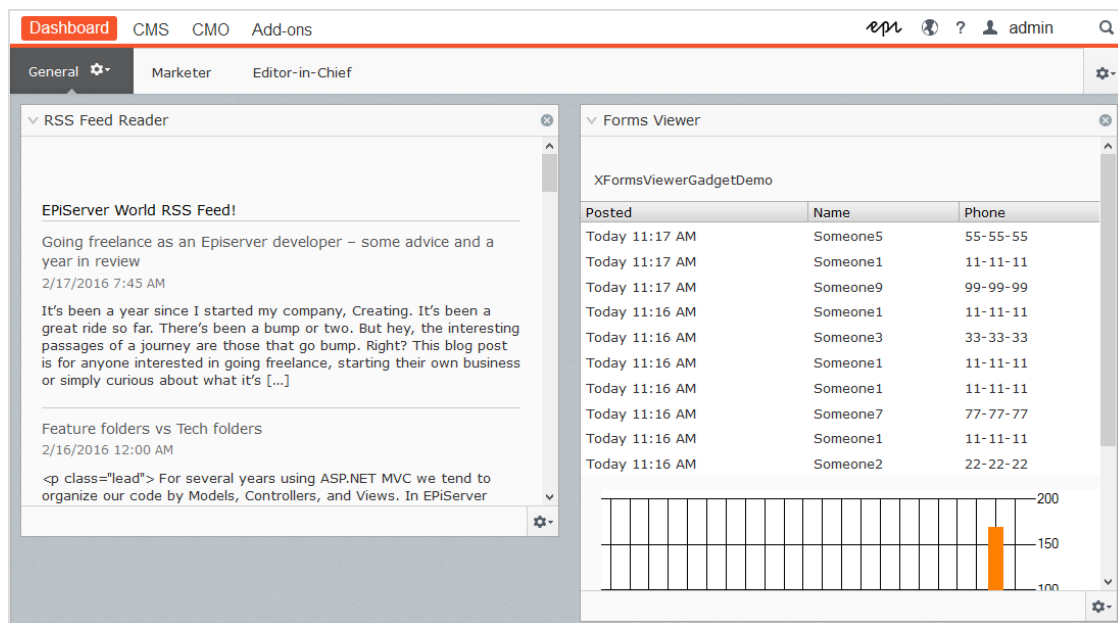 Dashboard CMS CMO Add-ons epi ? admin
General Marketer Editor-in-Chief
RSS Feed Reader
EPiServer World RSS Feed!
Going freelance as an Episerver developer – some advice and a
year in review
2/17/2016 7:45 AM
It’s been a year since I started my company, Creating. It’s been a
great ride so far. There’s been a bump or two. But hey, the interesting
passages of a journey are those that go bump. Right? This blog post
is for anyone interested in going freelance, starting their own business
or simply curious about what it’s [...]
Feature folders vs Tech folders
2/16/2016 12:00 AM
<p class="lead"> For several years using ASP.NET MVC we tend to
organize our code by Models, Controllers, and Views. In EPiServer
Forms Viewer
XFormsViewerGadgetDemo
Posted Name Phone
Today 11:17 AM Someone5 55-55-55
Today 11:17 AM Someone1 11-11-11
Today 11:17 AM Someone9 99-99-99
Today 11:16 AM Someone1 11-11-11
Today 11:16 AM Someone3 33-33-33
Today 11:16 AM Someone1 11-11-11
Today 11:16 AM Someone1 11-11-11
Today 11:16 AM Someone7 77-77-77
Today 11:16 AM Someone1 11-11-11
Today 11:16 AM Someone2 22-22-22
200
150
100